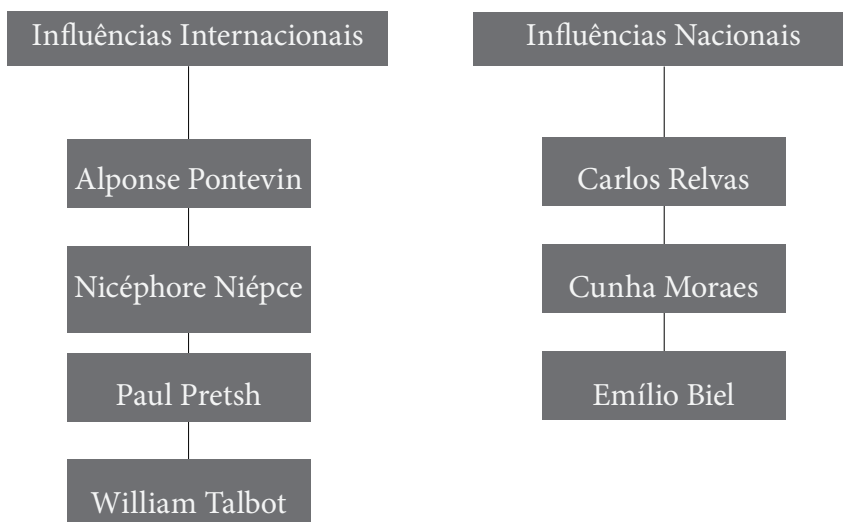 Influências Internacionais
Alponse Pontevin
Nicéphore Niépce
Paul Pretsh
William Talbot
Influências Nacionais
Carlos Relvas
Cunha Moraes
Emílio Biel